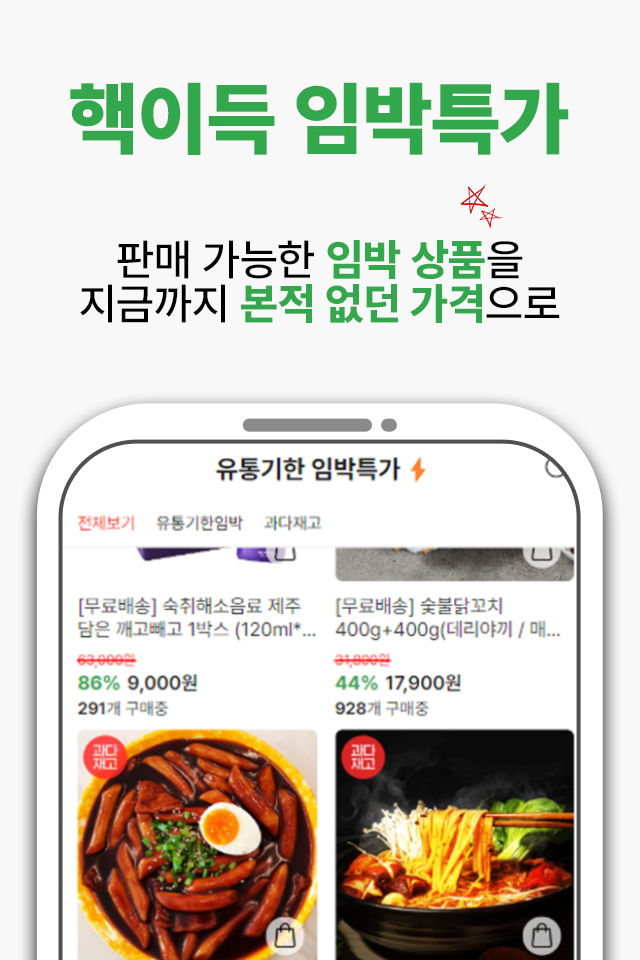 핵이득 임박특가
판매 가능한 임박 상품을
지금까지 본적 없던 가격으로
유통기한 임박특가
전체보기 유통기한임박 과다재고
[무료배송] 숙취해소음료 제주
담은 깨고빼고 1박스 (120ml*...
63,000원
86% 9,000원
291개 구매중
[무료배송] 숯불닭꼬치
400g+400g(데리야끼 / 매...
31,800원
44% 17,900원
928개 구매중
과다
재고
과다
재고